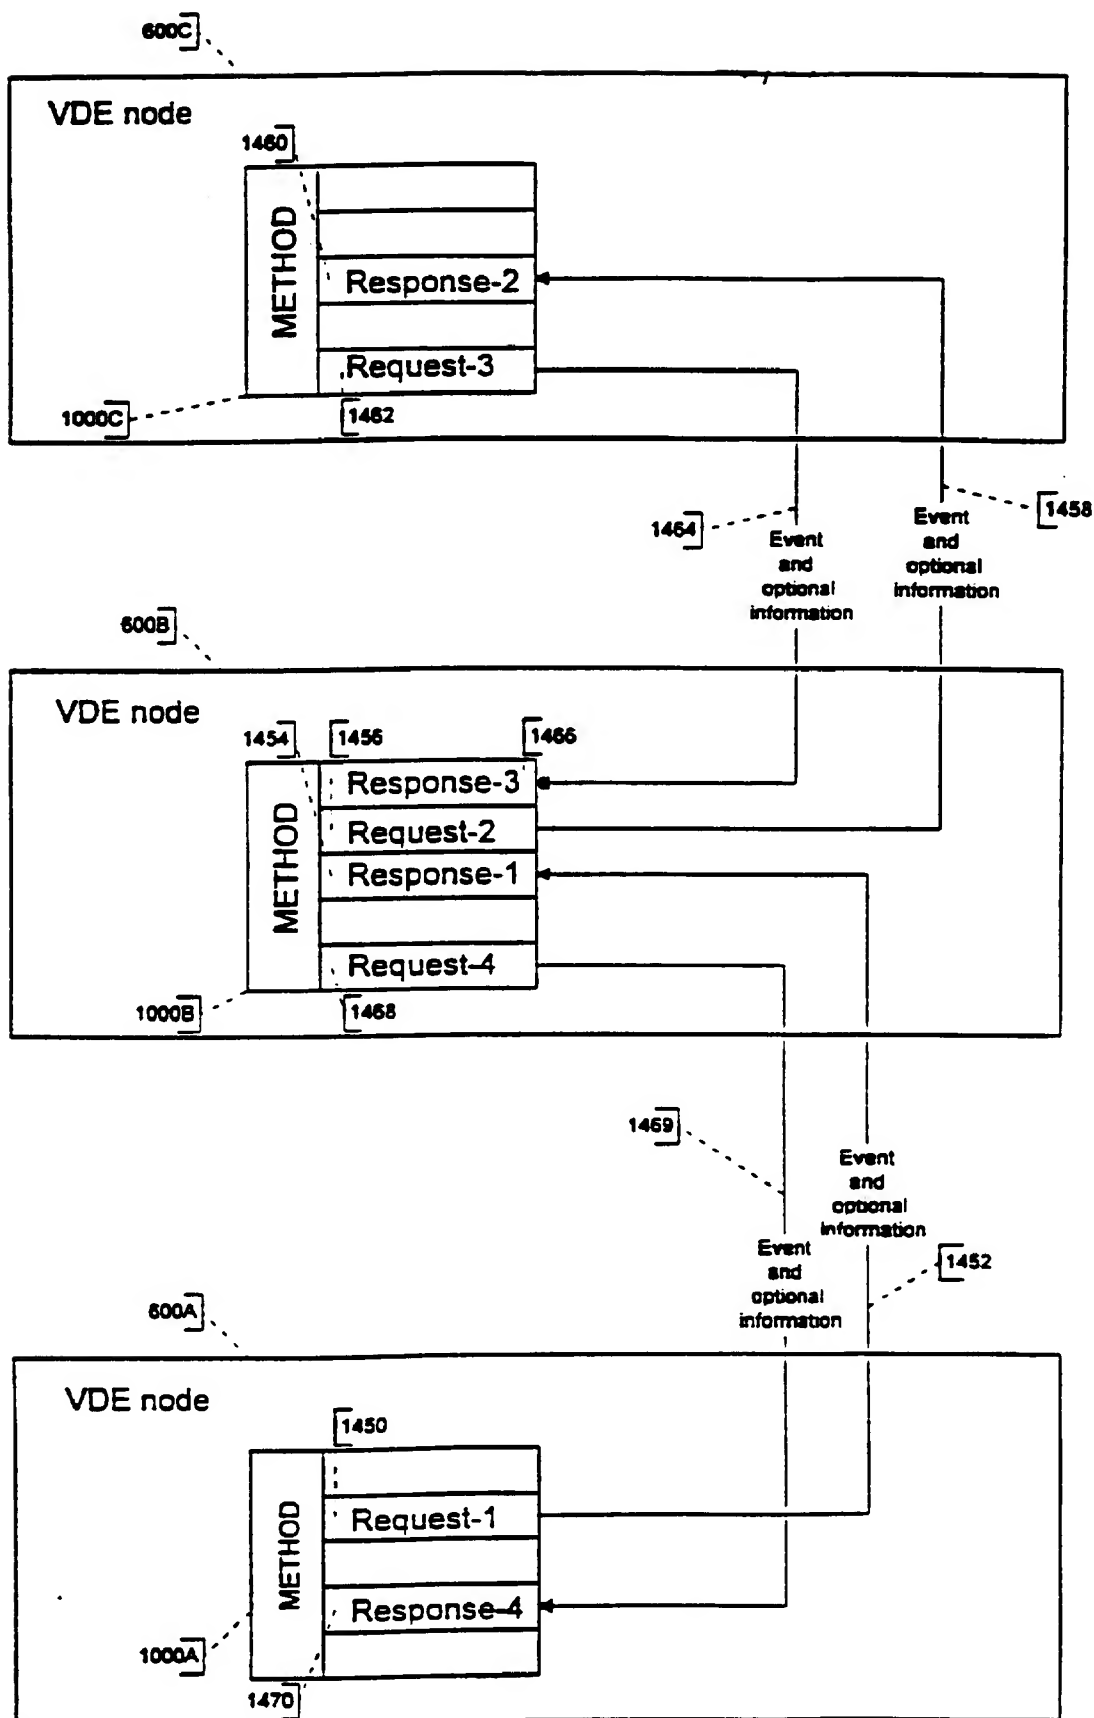 600C
VDE node
1460
METHOD
Response-2
Request-3
1000C
1462
1464
Event
and
optional
information
Event
and
optional
information
1458
600B
VDE node
1454
1456
1466
METHOD
Response-3
Request-2
Response-1
Request-4
1000B
1468
1469
Event
and
optional
information
Event
and
optional
information
1452
600A
VDE node
1450
METHOD
Request-1
Response-4
1000A
1470